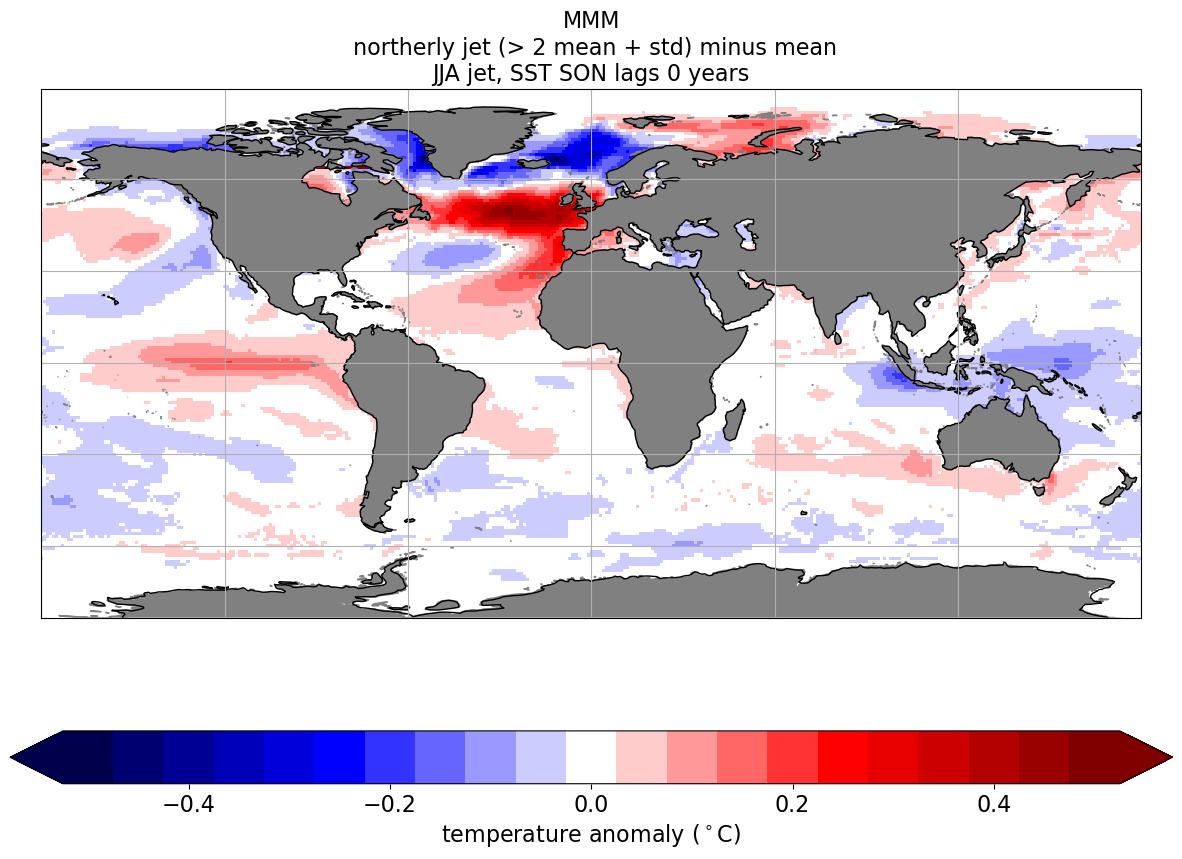 MMM
northerly jet (> 2 mean + std) minus mean
JJA jet, SST SON lags 0 years
−0.4 −0.2 0.0 0.2 0.4
temperature anomaly (∘C)